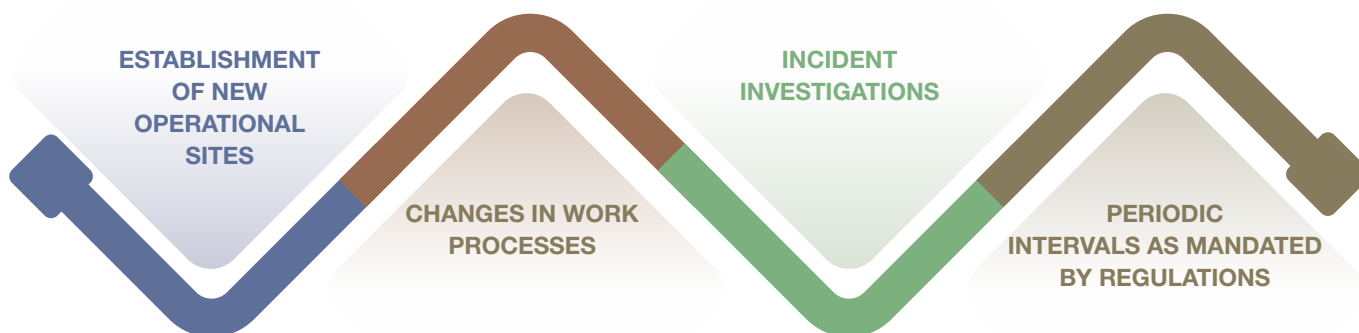 ESTABLISHMENT
OF NEW
OPERATIONAL
SITES
CHANGES IN WORK
PROCESSES
INCIDENT
INVESTIGATIONS
PERIODIC
INTERVALS AS MANDATED
BY REGULATIONS